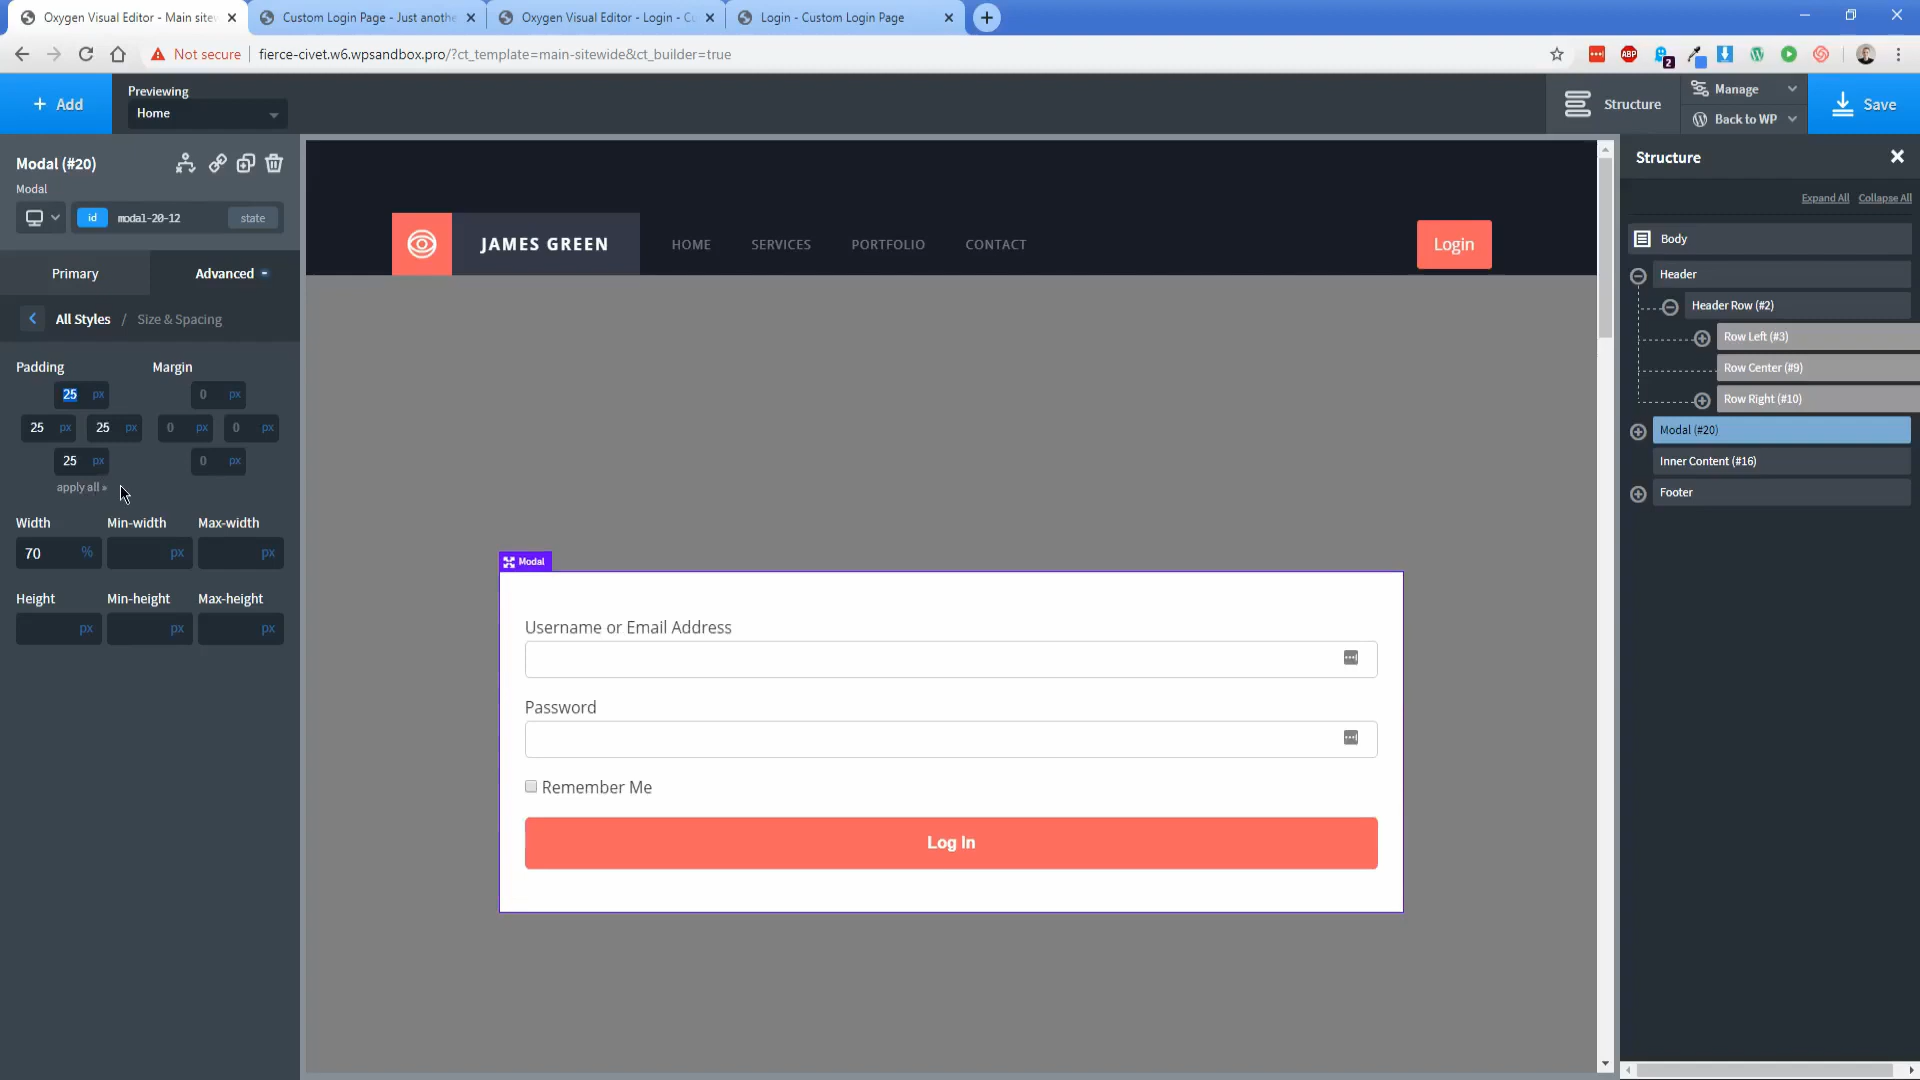 Oxygen Visual Editor - Main sitew
Custom Login Page - Just anothe
Oxygen Visual Editor - Login - Cu
Login - Custom Login Page
Not secure
fierce-civet.w6.wpsandbox.pro/?ct_template=main-sitewide&ct_builder=true
ABP
2
+ Add
Previewing
Home
Structure
Manage
Back to WP
Save
Modal (#20)
Modal
id
modal-20-12
state
Primary
Advanced
All Styles / Size & Spacing
Padding
Margin
25 px
0 px
25 px
25 px
0 px
0 px
25 px
0 px
apply all »
Width
Min-width
Max-width
70 %
px
px
Height
Min-height
Max-height
px
px
px
JAMES GREEN
HOME
SERVICES
PORTFOLIO
CONTACT
Login
Modal
Username or Email Address
Password
Remember Me
Log In
Structure
Expand All
Collapse All
Body
Header
Header Row (#2)
Row Left (#3)
Row Center (#9)
Row Right (#10)
Modal (#20)
Inner Content (#16)
Footer